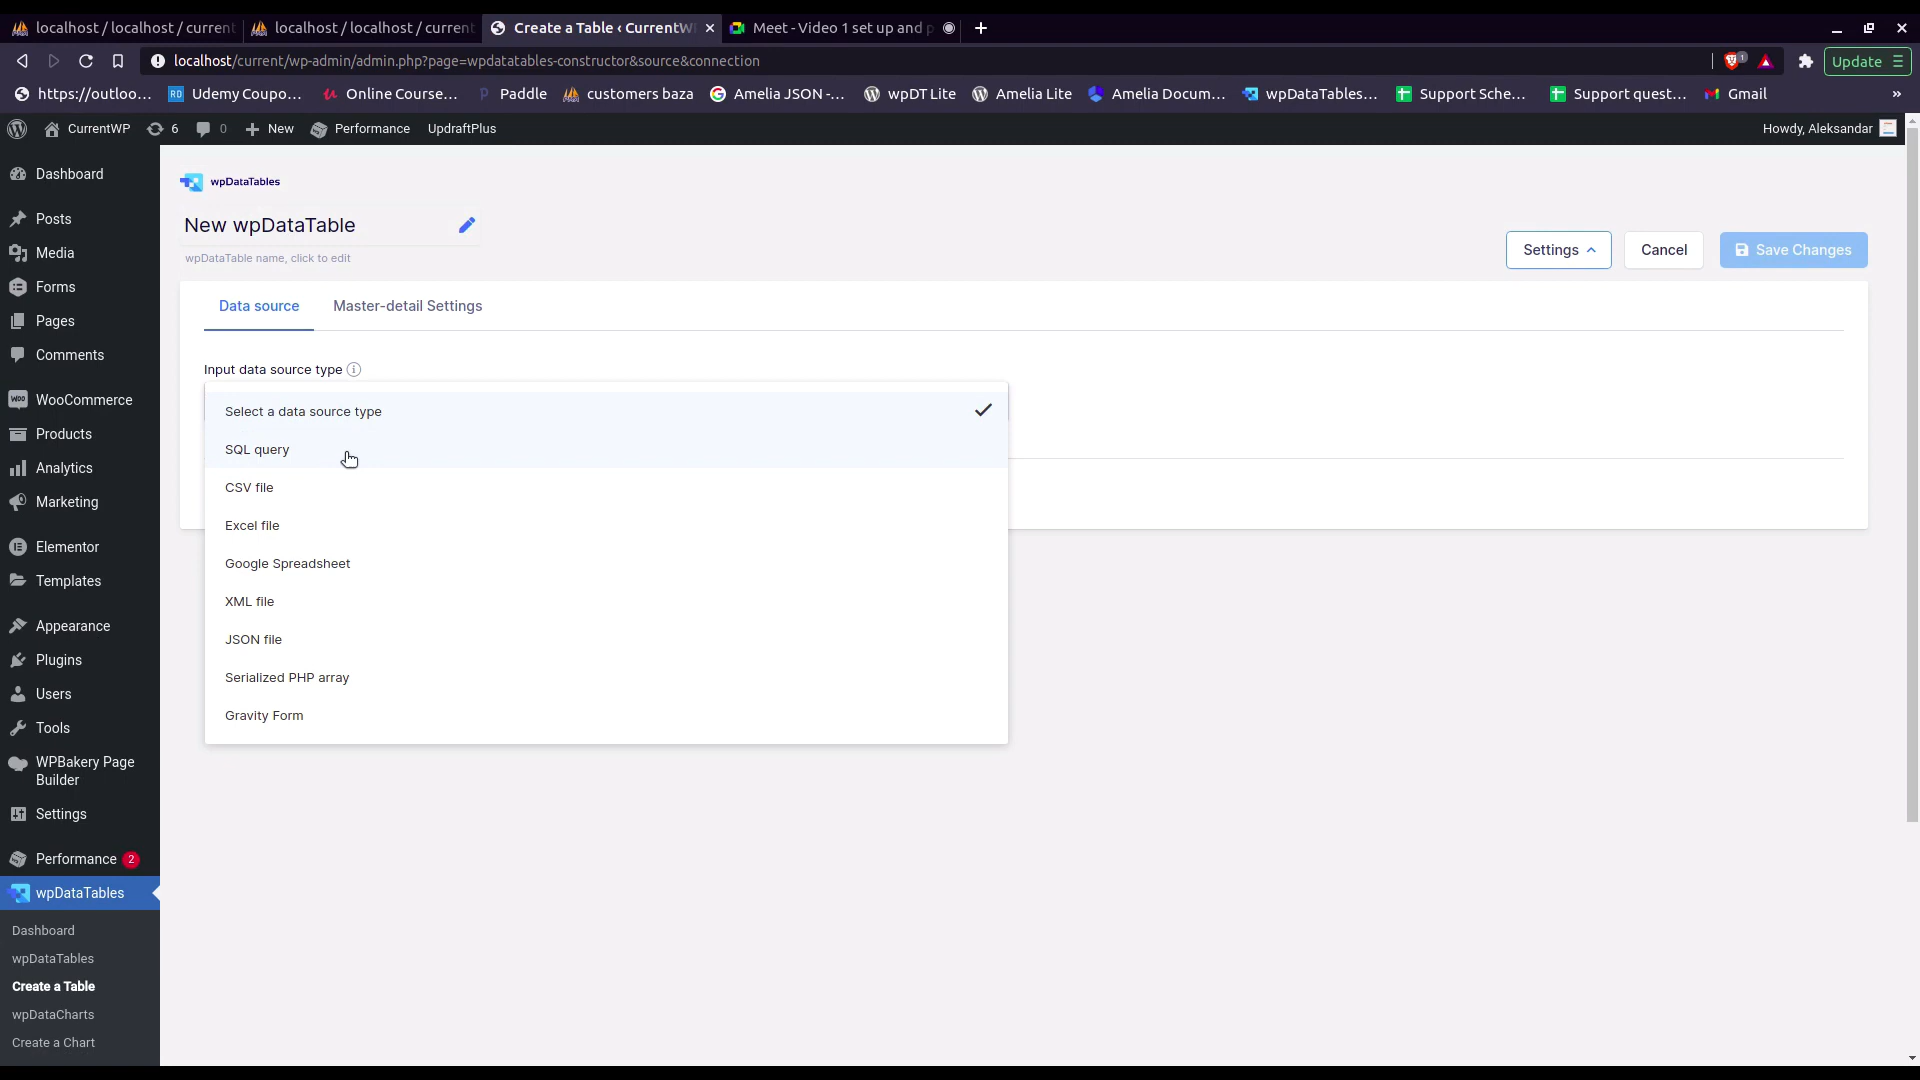 localhost / localhost / current
localhost / localhost / current
Create a Table ‹ CurrentW
Meet - Video 1 set up and p
localhost/current/wp-admin/admin.php?page=wpdatatables-constructor&source&connection
1
Update
https://outloo...
RD
Udemy Coupo...
Online Course...
Paddle
customers baza
Amelia JSON -...
wpDT Lite
Amelia Lite
Amelia Docum...
wpDataTables...
Support Sche...
Support quest...
Gmail
»
CurrentWP
6
0
New
Performance
UpdraftPlus
Howdy, Aleksandar
Dashboard
Posts
Media
Forms
Pages
Comments
WooCommerce
Products
Analytics
Marketing
Elementor
Templates
Appearance
Plugins
Users
Tools
WPBakery Page
Builder
Settings
Performance 2
wpDataTables
Dashboard
wpDataTables
Create a Table
wpDataCharts
Create a Chart
wpDataTables
New wpDataTable
wpDataTable name, click to edit
Settings
Cancel
Save Changes
Data source
Master-detail Settings
Input data source type
Select a data source type
SQL query
CSV file
Excel file
Google Spreadsheet
XML file
JSON file
Serialized PHP array
Gravity Form